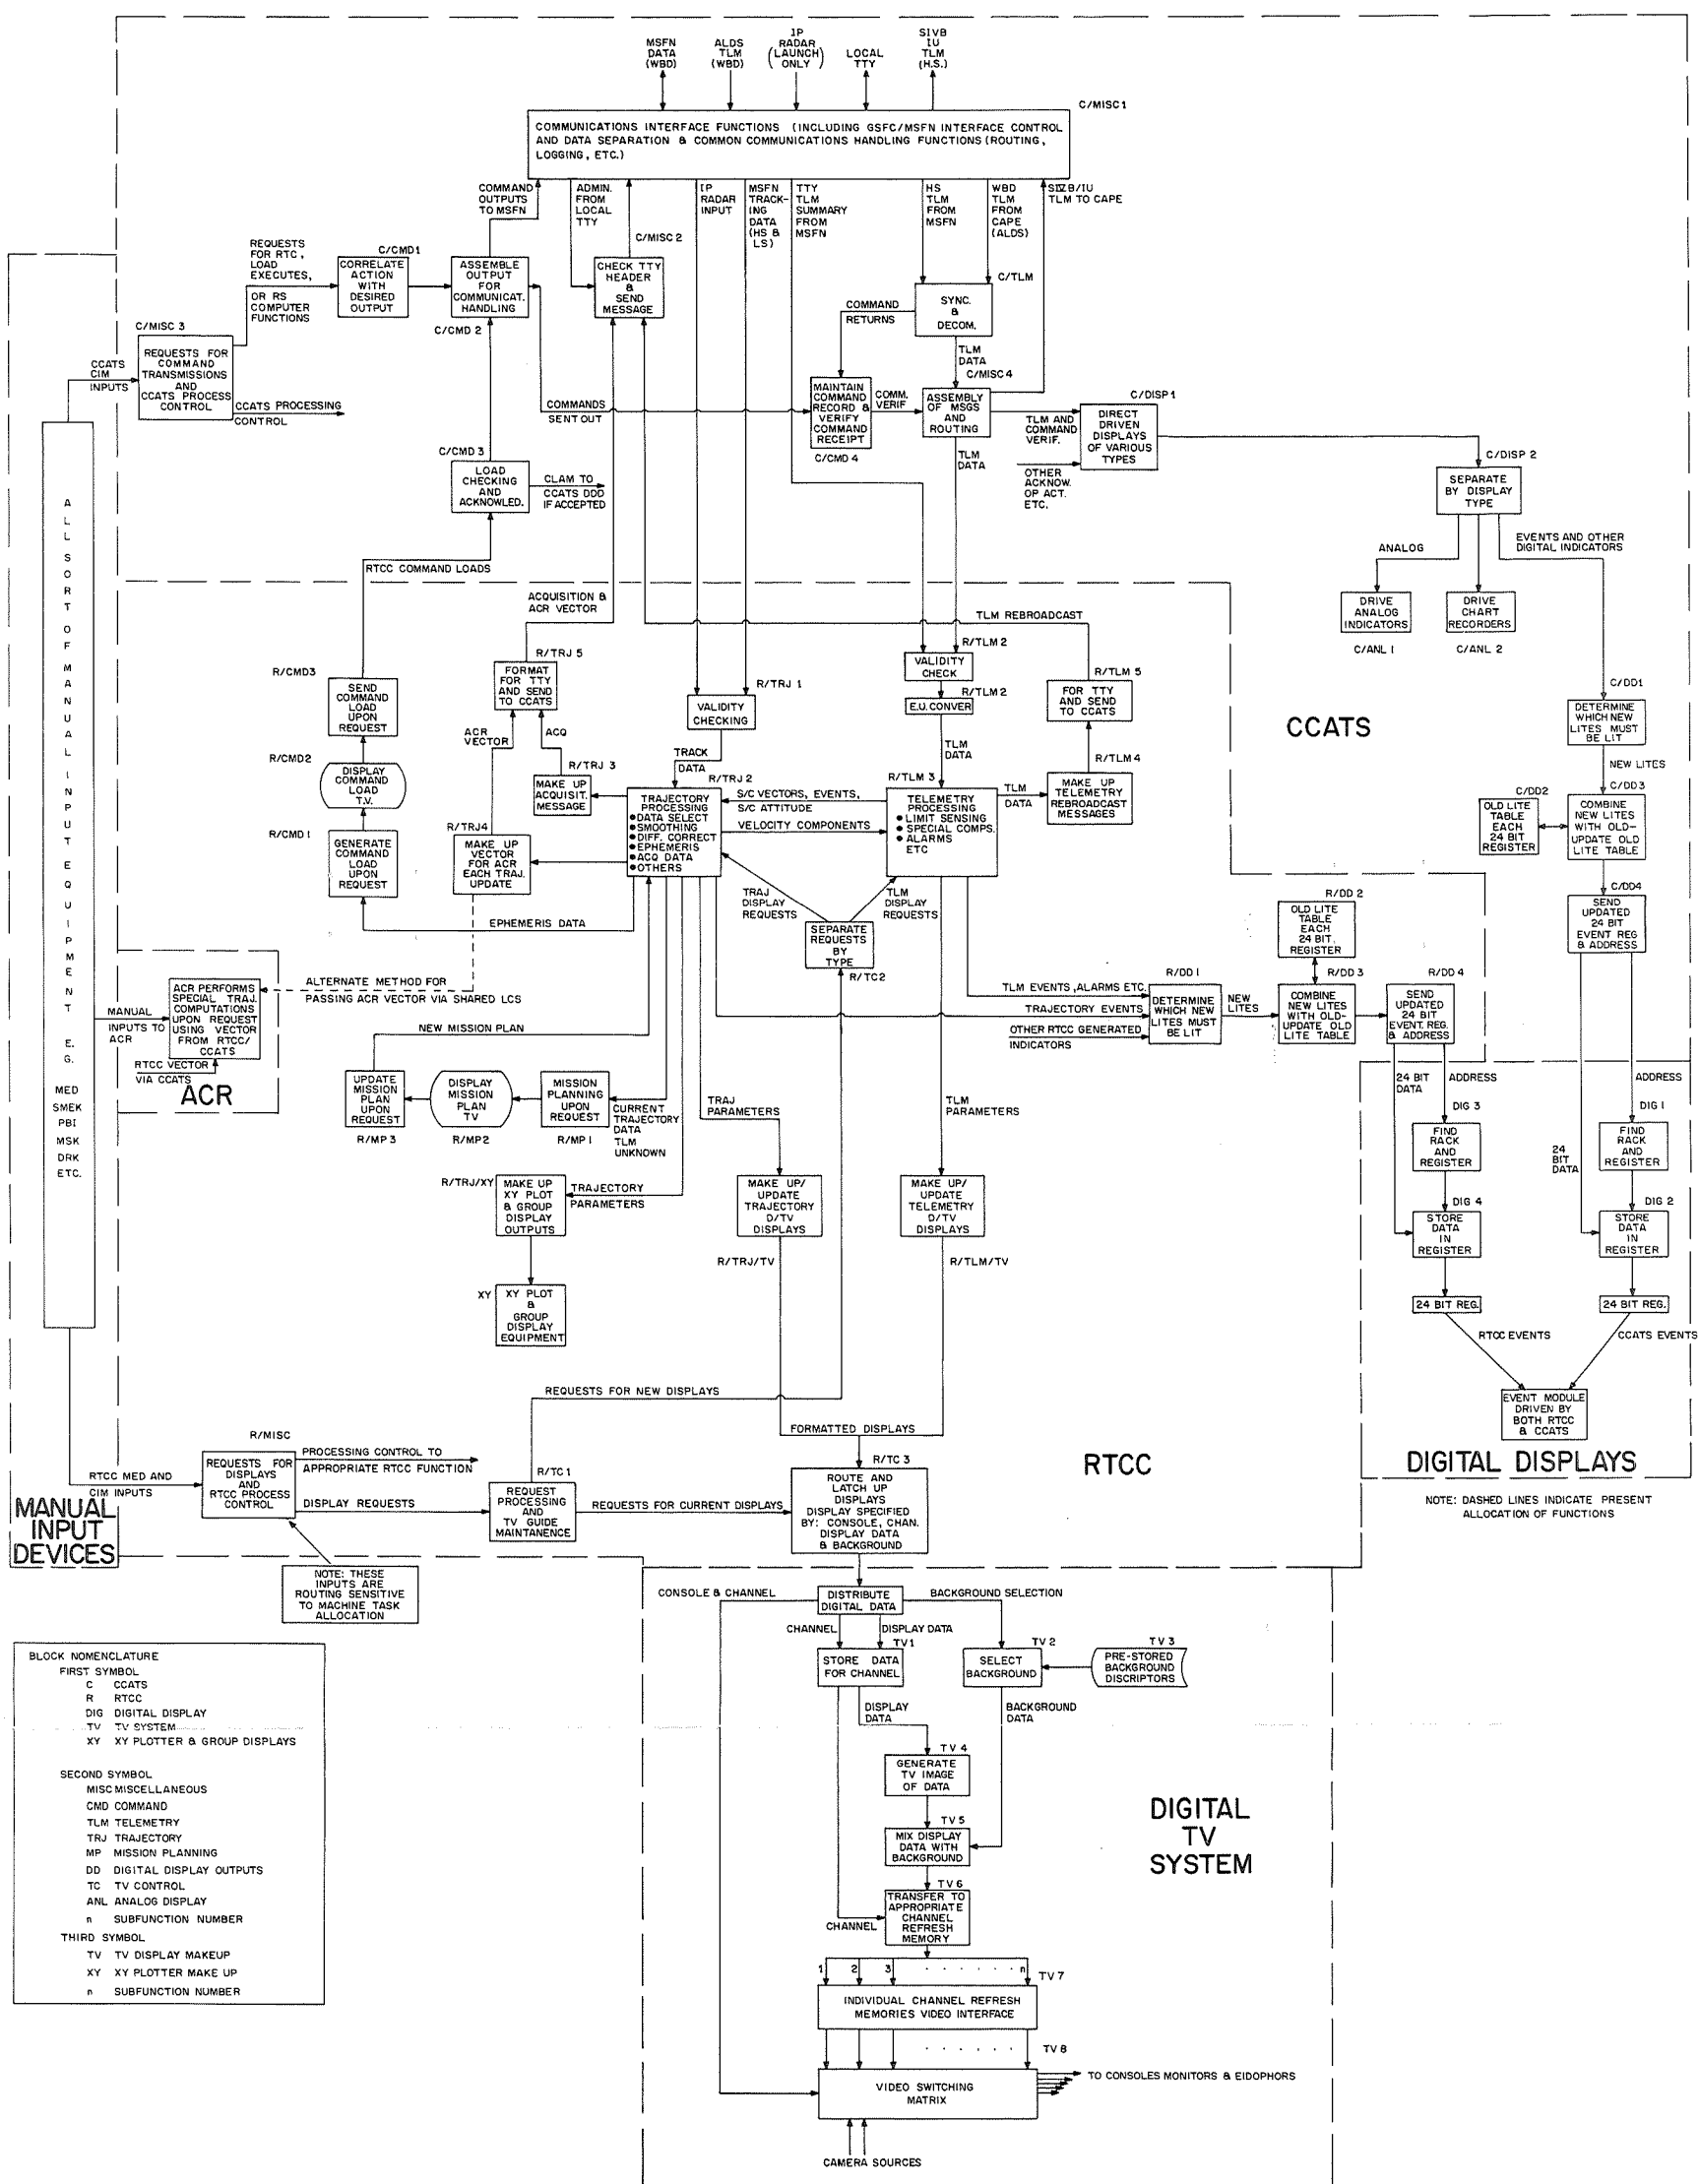 MSFN
DATA
(WBD)
ALDS
TLM
(WBD)
IP
RADAR
(LAUNCH)
ONLY
LOCAL
TTY
SIVB
IU
TLM
(H.S.)
C/MISC 1
COMMUNICATIONS INTERFACE FUNCTIONS (INCLUDING GSFC/MSFN INTERFACE CONTROL
AND DATA SEPARATION & COMMON COMMUNICATIONS HANDLING FUNCTIONS (ROUTING,
LOGGING, ETC.)
COMMAND
OUTPUTS
TO MSFN
ADMIN.
FROM
LOCAL
TTY
C/MISC 2
IP
RADAR
INPUT
MSFN
TRACK-
ING
DATA
(HS &
LS)
TTY
TLM
SUMMARY
FROM
MSFN
HS
TLM
FROM
MSFN
WBD
TLM
FROM
CAPE
(ALDS)
SIVB/IU
TLM TO CAPE
C/TLM
REQUESTS
FOR RTC,
LOAD
EXECUTES,
OR RS
COMPUTER
FUNCTIONS
C/CMD1
CORRELATE
ACTION
WITH
DESIRED
OUTPUT
ASSEMBLE
OUTPUT
FOR
COMMUNICAT.
HANDLING
C/CMD 2
CHECK TTY
HEADER
&
SEND
MESSAGE
SYNC.
&
DECOM.
COMMAND
RETURNS
TLM
DATA
C/MISC 4
C/MISC 3
REQUESTS FOR
COMMAND
TRANSMISSIONS
AND
CCATS PROCESS
CONTROL
CCATS
CIM
INPUTS
CCATS PROCESSING
CONTROL
COMMANDS
SENT OUT
MAINTAIN
COMMAND
RECORD &
VERIFY
COMMAND
RECEIPT
C/CMD 4
COMM.
VERIF
ASSEMBLY
OF MSGS
AND
ROUTING
TLM
DATA
C/DISP 1
DIRECT
DRIVEN
DISPLAYS
OF VARIOUS
TYPES
TLM AND
COMMAND
VERIF.
OTHER
ACKNOW.
OP ACT.
ETC.
C/DISP 2
SEPARATE
BY DISPLAY
TYPE
C/CMD 3
LOAD
CHECKING
AND
ACKNOWLED.
CLAM TO
CCATS DDD
IF ACCEPTED
ANALOG
EVENTS AND OTHER
DIGITAL INDICATORS
RTCC COMMAND LOADS
DRIVE
ANALOG
INDICATORS
C/ANL 1
DRIVE
CHART
RECORDERS
C/ANL 2
ALL SORT OF MANUAL INPUT EQUIPMENT E.G.
MED
SMEK
PBI
MSK
DRK
ETC.
ACQUISITION &
ACR VECTOR
TLM REBROADCAST
R/TRJ 5
FORMAT
FOR TTY
AND SEND
TO CCATS
R/TRJ 1
VALIDITY
CHECKING
R/TLM 2
VALIDITY
CHECK
R/TLM 2
E.U. CONVER
R/TLM 5
FOR TTY
AND SEND
TO CCATS
R/CMD3
SEND
COMMAND
LOAD
UPON
REQUEST
R/CMD2
DISPLAY
COMMAND
LOAD
T.V.
R/CMD 1
GENERATE
COMMAND
LOAD
UPON
REQUEST
ACR
VECTOR
ACQ
R/TRJ 3
MAKE UP
ACQUISIT.
MESSAGE
R/TRJ4
MAKE UP
VECTOR
FOR ACR
EACH TRAJ.
UPDATE
TRACK
DATA
R/TRJ 2
TRAJECTORY
PROCESSING
● DATA SELECT
● SMOOTHING
● DIFF. CORRECT
● EPHEMERIS
● ACQ DATA
● OTHERS
S/C VECTORS, EVENTS,
S/C ATTITUDE
VELOCITY COMPONENTS
TLM
DATA
R/TLM 3
TELEMETRY
PROCESSING
● LIMIT SENSING
● SPECIAL COMPS.
● ALARMS
ETC
TLM
DATA
R/TLM 4
MAKE UP
TELEMETRY
REBROADCAST
MESSAGES
CCATS
C/DD1
DETERMINE
WHICH NEW
LITES MUST
BE LIT
NEW LITES
C/DD2
OLD LITE
TABLE
EACH
24 BIT
REGISTER
C/DD3
COMBINE
NEW LITES
WITH OLD-
UPDATE OLD
LITE TABLE
C/DD4
SEND
UPDATED
24 BIT
EVENT REG
& ADDRESS
EPHEMERIS DATA
TRAJ
DISPLAY
REQUESTS
TLM
DISPLAY
REQUESTS
SEPARATE
REQUESTS
BY
TYPE
R/TC2
R/DD 2
OLD LITE
TABLE
EACH
24 BIT.
REGISTER
R/DD 1
DETERMINE
WHICH NEW
LITES MUST
BE LIT
NEW
LITES
R/DD 3
COMBINE
NEW LITES
WITH OLD-
UPDATE OLD
LITE TABLE
R/DD 4
SEND
UPDATED
24 BIT
EVENT. REG.
& ADDRESS
TLM EVENTS, ALARMS ETC.
TRAJECTORY EVENTS
OTHER RTCC GENERATED
INDICATORS
ACR PERFORMS
SPECIAL TRAJ.
COMPUTATIONS
UPON REQUEST
USING VECTOR
FROM RTCC/
CCATS
MANUAL
INPUTS TO
ACR
RTCC VECTOR
VIA CCATS
ACR
ALTERNATE METHOD FOR
PASSING ACR VECTOR VIA SHARED LCS
NEW MISSION PLAN
UPDATE
MISSION
PLAN
UPON
REQUEST
R/MP 3
DISPLAY
MISSION
PLAN
TV
R/MP2
MISSION
PLANNING
UPON
REQUEST
R/MP 1
CURRENT
TRAJECTORY
DATA
TLM
UNKNOWN
TRAJ
PARAMETERS
TLM
PARAMETERS
24 BIT
DATA
ADDRESS
DIG 3
FIND
RACK
AND
REGISTER
DIG 4
STORE
DATA
IN
REGISTER
24 BIT REG.
24
BIT
DATA
ADDRESS
DIG 1
FIND
RACK
AND
REGISTER
DIG 2
STORE
DATA
IN
REGISTER
24 BIT REG.
RTCC EVENTS
CCATS EVENTS
EVENT MODULE
DRIVEN BY
BOTH RTCC
& CCATS
DIGITAL DISPLAYS
R/TRJ/XY
MAKE UP
XY PLOT
& GROUP
DISPLAY
OUTPUTS
TRAJECTORY
PARAMETERS
XY
XY PLOT
&
GROUP
DISPLAY
EQUIPMENT
MAKE UP/
UPDATE
TRAJECTORY
D/TV
DISPLAYS
R/TRJ/TV
MAKE UP/
UPDATE
TELEMETRY
D/TV
DISPLAYS
R/TLM/TV
REQUESTS FOR NEW DISPLAYS
FORMATTED DISPLAYS
RTCC
R/MISC
REQUESTS FOR
DISPLAYS
AND
RTCC PROCESS
CONTROL
RTCC MED AND
CIM INPUTS
PROCESSING CONTROL TO
APPROPRIATE RTCC FUNCTION
DISPLAY REQUESTS
R/TC 1
REQUEST
PROCESSING
AND
TV GUIDE
MAINTANENCE
REQUESTS FOR CURRENT DISPLAYS
R/TC 3
ROUTE AND
LATCH UP
DISPLAYS
DISPLAY SPECIFIED
BY: CONSOLE, CHAN.
DISPLAY DATA
& BACKGROUND
NOTE: DASHED LINES INDICATE PRESENT
ALLOCATION OF FUNCTIONS
MANUAL
INPUT
DEVICES
NOTE: THESE
INPUTS ARE
ROUTING SENSITIVE
TO MACHINE TASK
ALLOCATION
CONSOLE & CHANNEL
DISTRIBUTE
DIGITAL DATA
BACKGROUND SELECTION
CHANNEL
DISPLAY DATA
TV 1
STORE DATA
FOR CHANNEL
TV 2
SELECT
BACKGROUND
TV 3
PRE-STORED
BACKGROUND
DISCRIPTORS
DISPLAY
DATA
BACKGROUND
DATA
TV 4
GENERATE
TV IMAGE
OF DATA
TV 5
MIX DISPLAY
DATA WITH
BACKGROUND
TV 6
TRANSFER TO
APPROPRIATE
CHANNEL
REFRESH
MEMORY
CHANNEL
DIGITAL
TV
SYSTEM
1 2 3 . . . . . . n
TV 7
INDIVIDUAL CHANNEL REFRESH
MEMORIES VIDEO INTERFACE
. . . . . .
TV 8
VIDEO SWITCHING
MATRIX
TO CONSOLES MONITORS & EIDOPHORS
CAMERA SOURCES
BLOCK NOMENCLATURE
FIRST SYMBOL
C CCATS
R RTCC
DIG DIGITAL DISPLAY
TV TV SYSTEM
XY XY PLOTTER & GROUP DISPLAYS
SECOND SYMBOL
MISC MISCELLANEOUS
CMD COMMAND
TLM TELEMETRY
TRJ TRAJECTORY
MP MISSION PLANNING
DD DIGITAL DISPLAY OUTPUTS
TC TV CONTROL
ANL ANALOG DISPLAY
n SUBFUNCTION NUMBER
THIRD SYMBOL
TV TV DISPLAY MAKEUP
XY XY PLOTTER MAKE UP
n SUBFUNCTION NUMBER